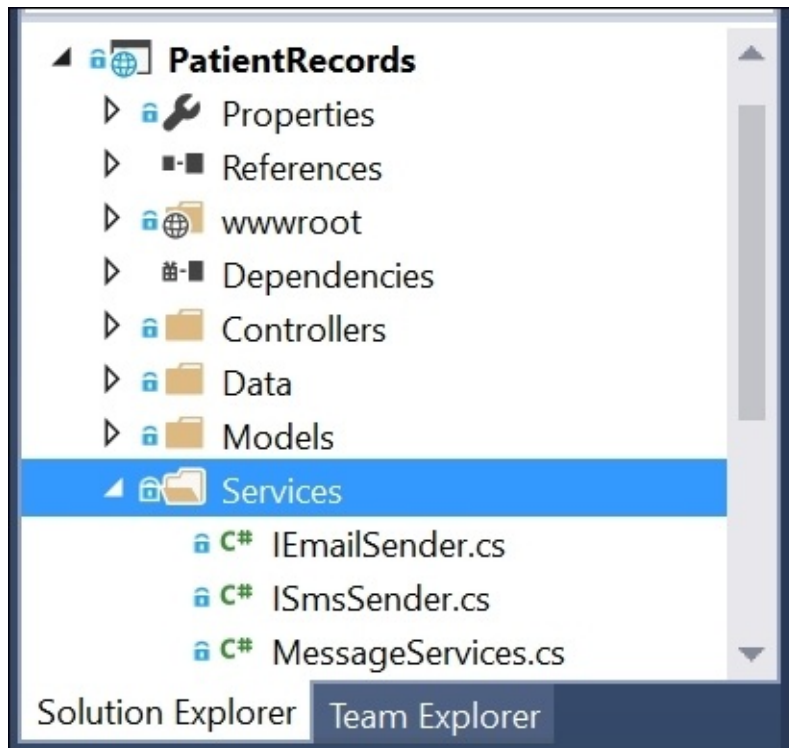 PatientRecords
Properties
References
wwwroot
Dependencies
Controllers
Data
Models
Services
C# IEmailSender.cs
C# ISmsSender.cs
C# MessageServices.cs
Solution Explorer Team Explorer